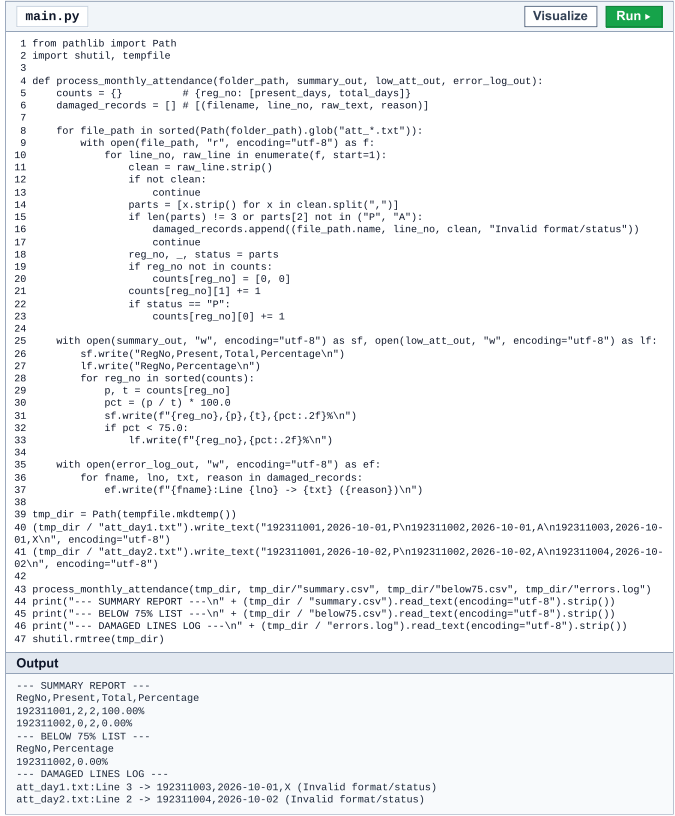 main.py
Visualize
Run ▸
1 from pathlib import Path
2 import shutil, tempfile
3
4 def process_monthly_attendance(folder_path, summary_out, low_att_out, error_log_out):
5     counts = {}          # {reg_no: [present_days, total_days]}
6     damaged_records = [] # [(filename, line_no, raw_text, reason)]
7
8     for file_path in sorted(Path(folder_path).glob("att_*.txt")):
9         with open(file_path, "r", encoding="utf-8") as f:
10             for line_no, raw_line in enumerate(f, start=1):
11                 clean = raw_line.strip()
12                 if not clean:
13                     continue
14                 parts = [x.strip() for x in clean.split(",")]
15                 if len(parts) != 3 or parts[2] not in ("P", "A"):
16                     damaged_records.append((file_path.name, line_no, clean, "Invalid format/status"))
17                     continue
18                 reg_no, _, status = parts
19                 if reg_no not in counts:
20                     counts[reg_no] = [0, 0]
21                 counts[reg_no][1] += 1
22                 if status == "P":
23                     counts[reg_no][0] += 1
24
25     with open(summary_out, "w", encoding="utf-8") as sf, open(low_att_out, "w", encoding="utf-8") as lf:
26         sf.write("RegNo,Present,Total,Percentage\n")
27         lf.write("RegNo,Percentage\n")
28         for reg_no in sorted(counts):
29             p, t = counts[reg_no]
30             pct = (p / t) * 100.0
31             sf.write(f"{reg_no},{p},{t},{pct:.2f}%\n")
32             if pct < 75.0:
33                 lf.write(f"{reg_no},{pct:.2f}%\n")
34
35     with open(error_log_out, "w", encoding="utf-8") as ef:
36         for fname, lno, txt, reason in damaged_records:
37             ef.write(f"{fname}:Line {lno} -> {txt} ({reason})\n")
38
39 tmp_dir = Path(tempfile.mkdtemp())
40 (tmp_dir / "att_day1.txt").write_text("192311001,2026-10-01,P\n192311002,2026-10-01,A\n192311003,2026-10-
01,X\n", encoding="utf-8")
41 (tmp_dir / "att_day2.txt").write_text("192311001,2026-10-02,P\n192311002,2026-10-02,A\n192311004,2026-10-
02\n", encoding="utf-8")
42
43 process_monthly_attendance(tmp_dir, tmp_dir/"summary.csv", tmp_dir/"below75.csv", tmp_dir/"errors.log")
44 print("--- SUMMARY REPORT ---\n" + (tmp_dir / "summary.csv").read_text(encoding="utf-8").strip())
45 print("--- BELOW 75% LIST ---\n" + (tmp_dir / "below75.csv").read_text(encoding="utf-8").strip())
46 print("--- DAMAGED LINES LOG ---\n" + (tmp_dir / "errors.log").read_text(encoding="utf-8").strip())
47 shutil.rmtree(tmp_dir)
Output
--- SUMMARY REPORT ---
RegNo,Present,Total,Percentage
192311001,2,2,100.00%
192311002,0,2,0.00%
--- BELOW 75% LIST ---
RegNo,Percentage
192311002,0.00%
--- DAMAGED LINES LOG ---
att_day1.txt:Line 3 -> 192311003,2026-10-01,X (Invalid format/status)
att_day2.txt:Line 2 -> 192311004,2026-10-02 (Invalid format/status)